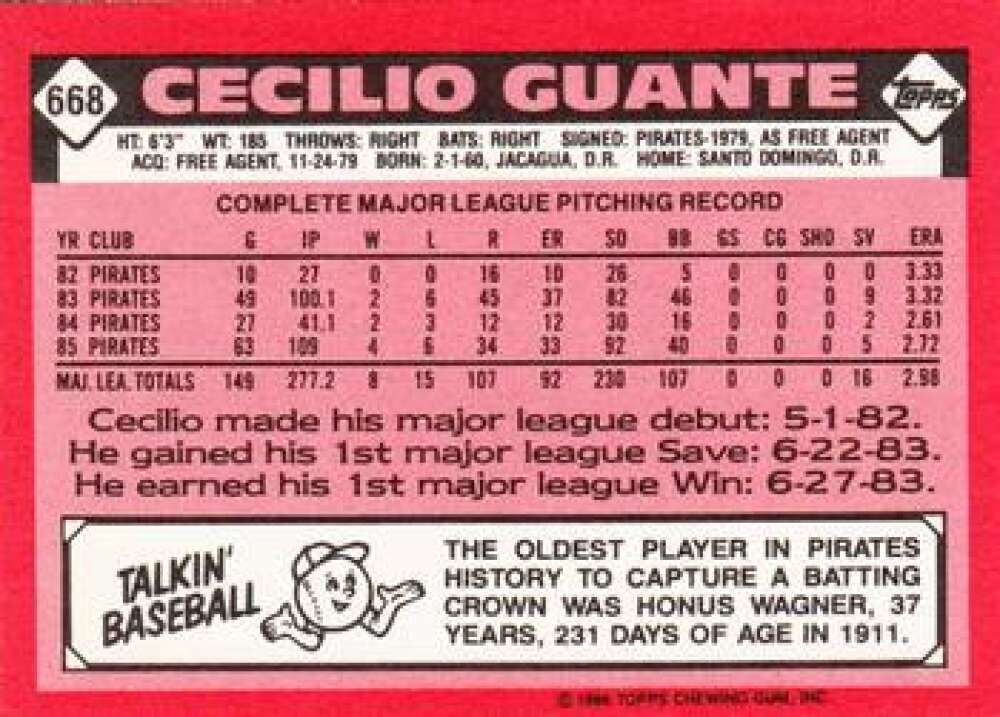 668 CECILIO GUANTE TOPPS
HT: 6'3" WT: 185 THROWS: RIGHT BATS: RIGHT SIGNED: PIRATES-1979, AS FREE AGENT
ACQ: FREE AGENT, 11-24-79 BORN: 2-1-60, JACAGUA, D.R. HOME: SANTO DOMINGO, D.R.
COMPLETE MAJOR LEAGUE PITCHING RECORD
YR CLUB G IP W L R ER SO BB GS CG SHO SV ERA
82 PIRATES 10 27 0 0 16 10 26 5 0 0 0 0 3.33
83 PIRATES 49 100.1 2 6 45 37 82 46 0 0 0 9 3.32
84 PIRATES 27 41.1 2 3 12 12 30 16 0 0 0 2 2.61
85 PIRATES 63 109 4 6 34 33 92 40 0 0 0 5 2.72
MAJ. LEA. TOTALS 149 277.2 8 15 107 92 230 107 0 0 0 16 2.98
Cecilio made his major league debut: 5-1-82.
He gained his 1st major league Save: 6-22-83.
He earned his 1st major league Win: 6-27-83.
TALKIN'
BASEBALL
THE OLDEST PLAYER IN PIRATES
HISTORY TO CAPTURE A BATTING
CROWN WAS HONUS WAGNER, 37
YEARS, 231 DAYS OF AGE IN 1911.
© 1986 TOPPS CHEWING GUM, INC.